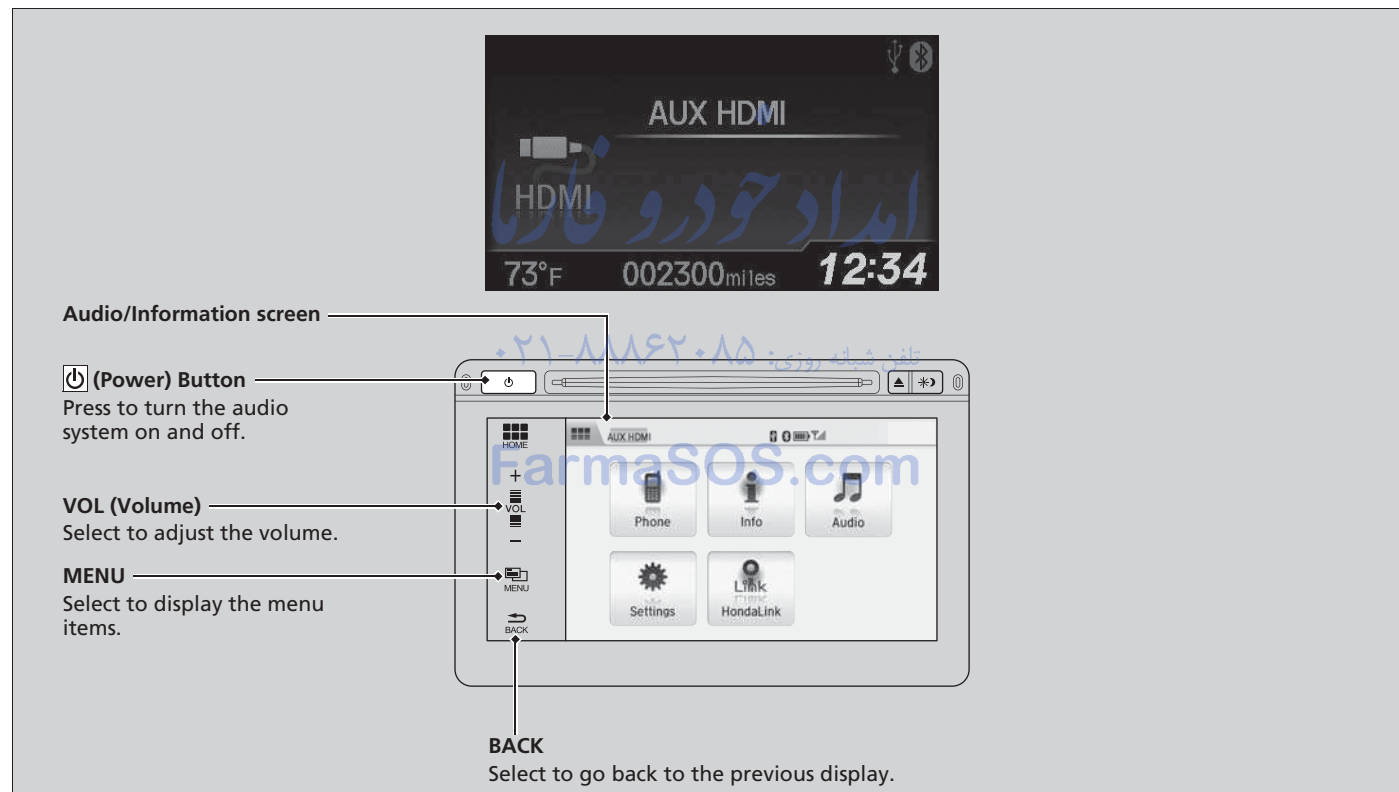 AUX HDMI
HDMI
امداد خودرو فارما
73°F 002300miles 12:34
Audio/Information screen
تلفن شبانه روزی: ۸۸۸۶۲۰۸۵-۰۲۱
(Power) Button
Press to turn the audio
system on and off.
HOME
AUX HDMI
FarmaSOS.com
+
VOL
−
Phone Info Audio
VOL (Volume)
Select to adjust the volume.
MENU
Select to display the menu
items.
MENU
Link
Settings HondaLink
BACK
BACK
Select to go back to the previous display.